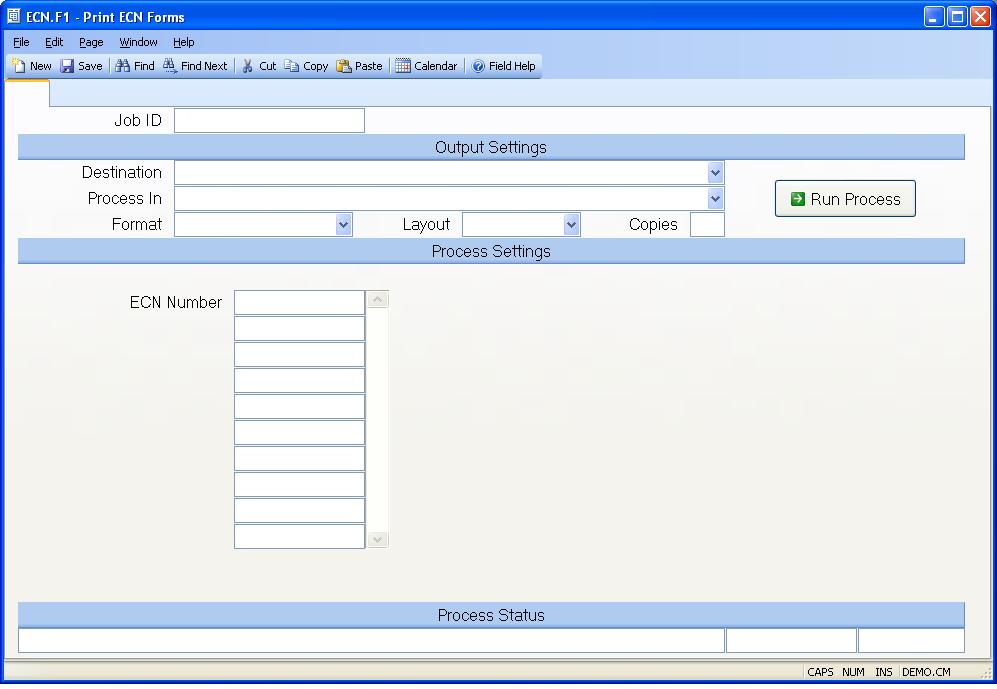 ECN.F1 - Print ECN Forms
File Edit Page Window Help
New Save Find Find Next Cut Copy Paste Calendar Field Help
Job ID
Output Settings
Destination
Process In
Run Process
Format Layout Copies
Process Settings
ECN Number
Process Status
CAPS NUM INS DEMO.CM